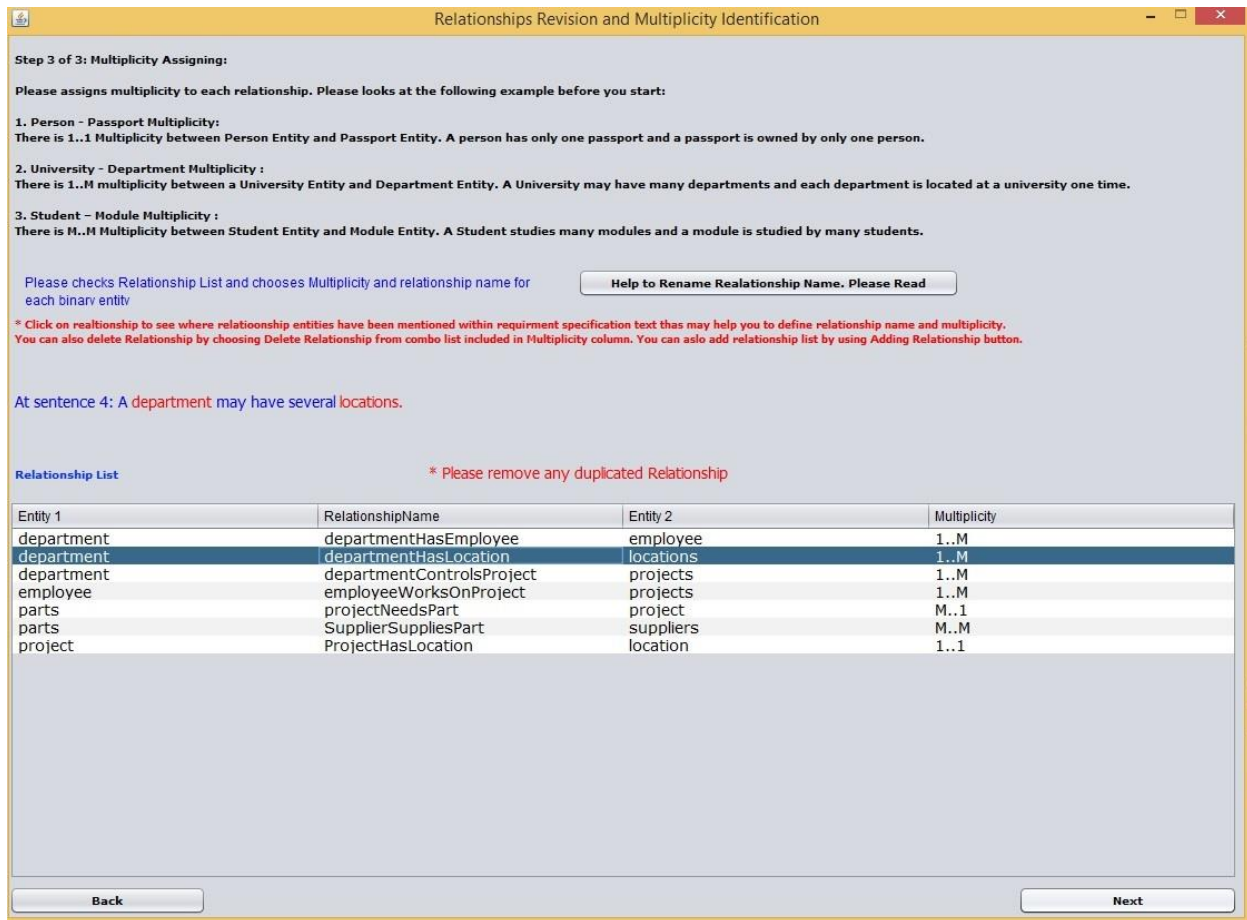 Relationships Revision and Multiplicity Identification
Step 3 of 3: Multiplicity Assigning:
Please assigns multiplicity to each relationship. Please looks at the following example before you start:
1. Person - Passport Multiplicity:
There is 1..1 Multiplicity between Person Entity and Passport Entity. A person has only one passport and a passport is owned by only one person.
2. University - Department Multiplicity :
There is 1..M multiplicity between a University Entity and Department Entity. A University may have many departments and each department is located at a university one time.
3. Student – Module Multiplicity :
There is M..M Multiplicity between Student Entity and Module Entity. A Student studies many modules and a module is studied by many students.
Please checks Relationship List and chooses Multiplicity and relationship name for
each binary entity
Help to Rename Realationship Name. Please Read
* Click on realtionship to see where relatioonship entities have been mentioned within requirment specification text thas may help you to define relationship name and multiplicity.
You can also delete Relationship by choosing Delete Relationship from combo list included in Multiplicity column. You can aslo add relationship list by using Adding Relationship button.
At sentence 4: A department may have several locations.
Relationship List * Please remove any duplicated Relationship
Entity 1 RelationshipName Entity 2 Multiplicity
department departmentHasEmployee employee 1..M
department departmentHasLocation locations 1..M
department departmentControlsProject projects 1..M
employee employeeWorksOnProject projects 1..M
parts projectNeedsPart project M..1
parts SupplierSuppliesPart suppliers M..M
project ProjectHasLocation location 1..1
Back Next